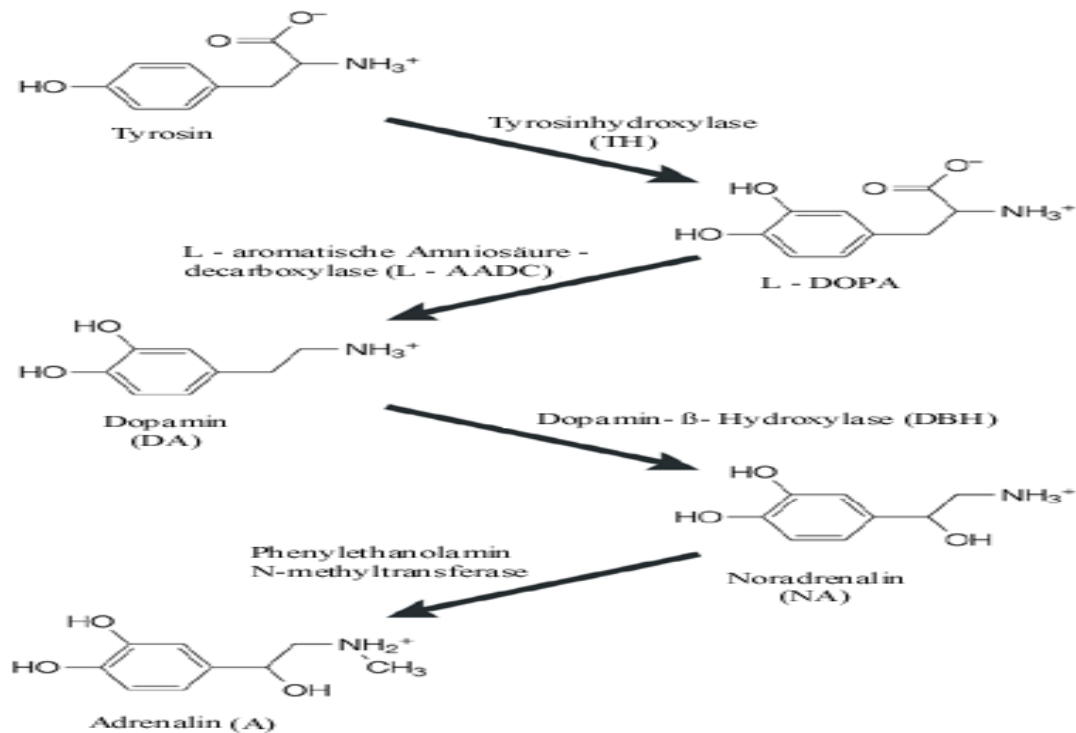 O O⁻
HO NH₃⁺
Tyrosin
Tyrosinhydroxylase
(TH)
O O⁻
HO
HO NH₃⁺
L - DOPA
L - aromatische Amniosäure -
decarboxylase (L - AADC)
HO
HO NH₃⁺
Dopamin
(DA)
Dopamin- ß- Hydroxylase (DBH)
HO
HO NH₃⁺
OH
Noradrenalin
(NA)
Phenylethanolamin
N-methyltransferase
HO
HO NH₂⁺
CH₃
OH
Adrenalin (A)